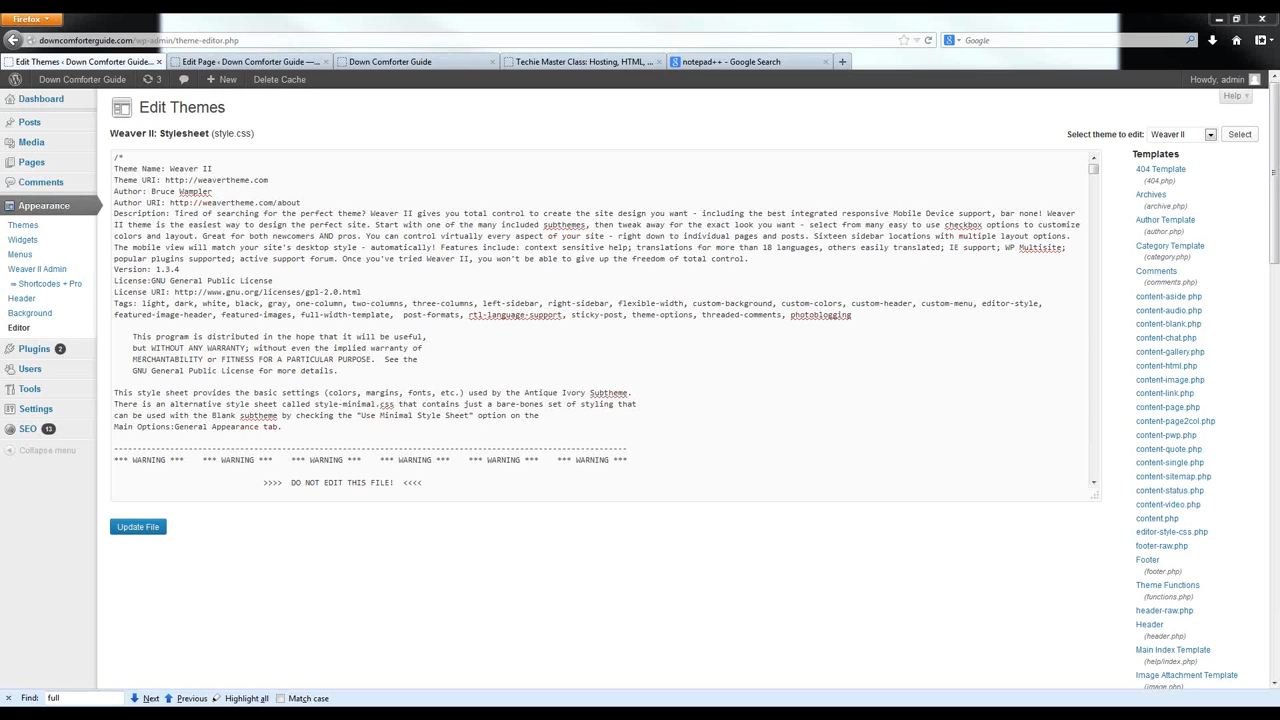 Firefox
downcomforterguide.com/wp-admin/theme-editor.php
Google
Edit Themes ‹ Down Comforter Guide...
Edit Page ‹ Down Comforter Guide —...
Down Comforter Guide
Techie Master Class: Hosting, HTML, ...
notepad++ - Google Search
Down Comforter Guide
3
New
Delete Cache
Howdy, admin
Dashboard
Posts
Media
Pages
Comments
Appearance
Themes
Widgets
Menus
Weaver II Admin
Shortcodes + Pro
Header
Background
Editor
Plugins 2
Users
Tools
Settings
SEO 13
Collapse menu
Help
Edit Themes
Weaver II: Stylesheet (style.css)
Select theme to edit: Weaver II Select
/*
Theme Name: Weaver II
Theme URI: http://weavertheme.com
Author: Bruce Wampler
Author URI: http://weavertheme.com/about
Description: Tired of searching for the perfect theme? Weaver II gives you total control to create the site design you want - including the best integrated responsive Mobile Device support, bar none! Weaver
II theme is the easiest way to design the perfect site. Start with one of the many included subthemes, then tweak away for the exact look you want - select from many easy to use checkbox options to customize
colors and layout. Great for both newcomers AND pros. You can control virtually every aspect of your site - right down to individual pages and posts. Sixteen sidebar locations with multiple layout options.
The mobile view will match your site's desktop style - automatically! Features include: context sensitive help; translations for more than 18 languages, others easily translated; IE support; WP Multisite;
popular plugins supported; active support forum. Once you've tried Weaver II, you won't be able to give up the freedom of total control.
Version: 1.3.4
License:GNU General Public License
License URI: http://www.gnu.org/licenses/gpl-2.0.html
Tags: light, dark, white, black, gray, one-column, two-columns, three-columns, left-sidebar, right-sidebar, flexible-width, custom-background, custom-colors, custom-header, custom-menu, editor-style,
featured-image-header, featured-images, full-width-template, post-formats, rtl-language-support, sticky-post, theme-options, threaded-comments, photoblogging
This program is distributed in the hope that it will be useful,
but WITHOUT ANY WARRANTY; without even the implied warranty of
MERCHANTABILITY or FITNESS FOR A PARTICULAR PURPOSE. See the
GNU General Public License for more details.
This style sheet provides the basic settings (colors, margins, fonts, etc.) used by the Antique Ivory Subtheme.
There is an alternative style sheet called style-minimal.css that contains just a bare-bones set of styling that
can be used with the Blank subtheme by checking the "Use Minimal Style Sheet" option on the
Main Options:General Appearance tab.
--------------------------------------------------------------------------------------------------------------
*** WARNING *** *** WARNING *** *** WARNING *** *** WARNING *** *** WARNING *** *** WARNING ***
>>>> DO NOT EDIT THIS FILE! <<<<
Update File
Templates
404 Template
(404.php)
Archives
(archive.php)
Author Template
(author.php)
Category Template
(category.php)
Comments
(comments.php)
content-aside.php
content-audio.php
content-blank.php
content-chat.php
content-gallery.php
content-html.php
content-image.php
content-link.php
content-page.php
content-page2col.php
content-pwp.php
content-quote.php
content-single.php
content-sitemap.php
content-status.php
content-video.php
content.php
editor-style-css.php
footer-raw.php
Footer
(footer.php)
Theme Functions
(functions.php)
header-raw.php
Header
(header.php)
Main Index Template
(help/index.php)
Image Attachment Template
(image.php)
Find: full Next Previous Highlight all Match case